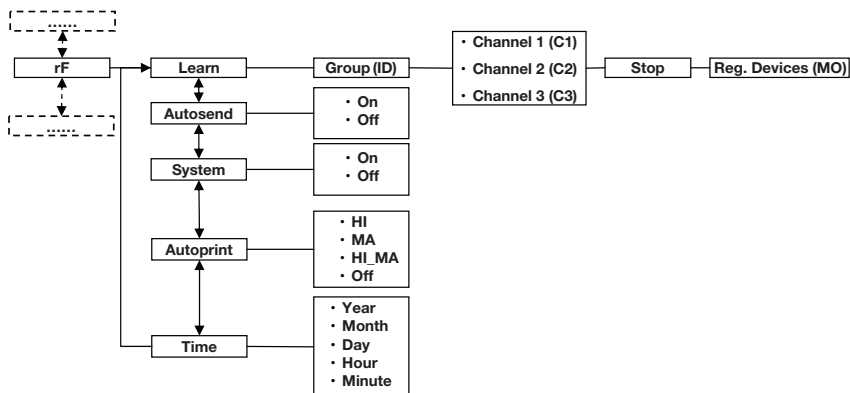 ......
rF
......
Learn
Group (ID)
• Channel 1 (C1)
• Channel 2 (C2)
• Channel 3 (C3)
Stop
Reg. Devices (MO)
Autosend
• On
• Off
System
• On
• Off
Autoprint
• HI
• MA
• HI_MA
• Off
Time
• Year
• Month
• Day
• Hour
• Minute